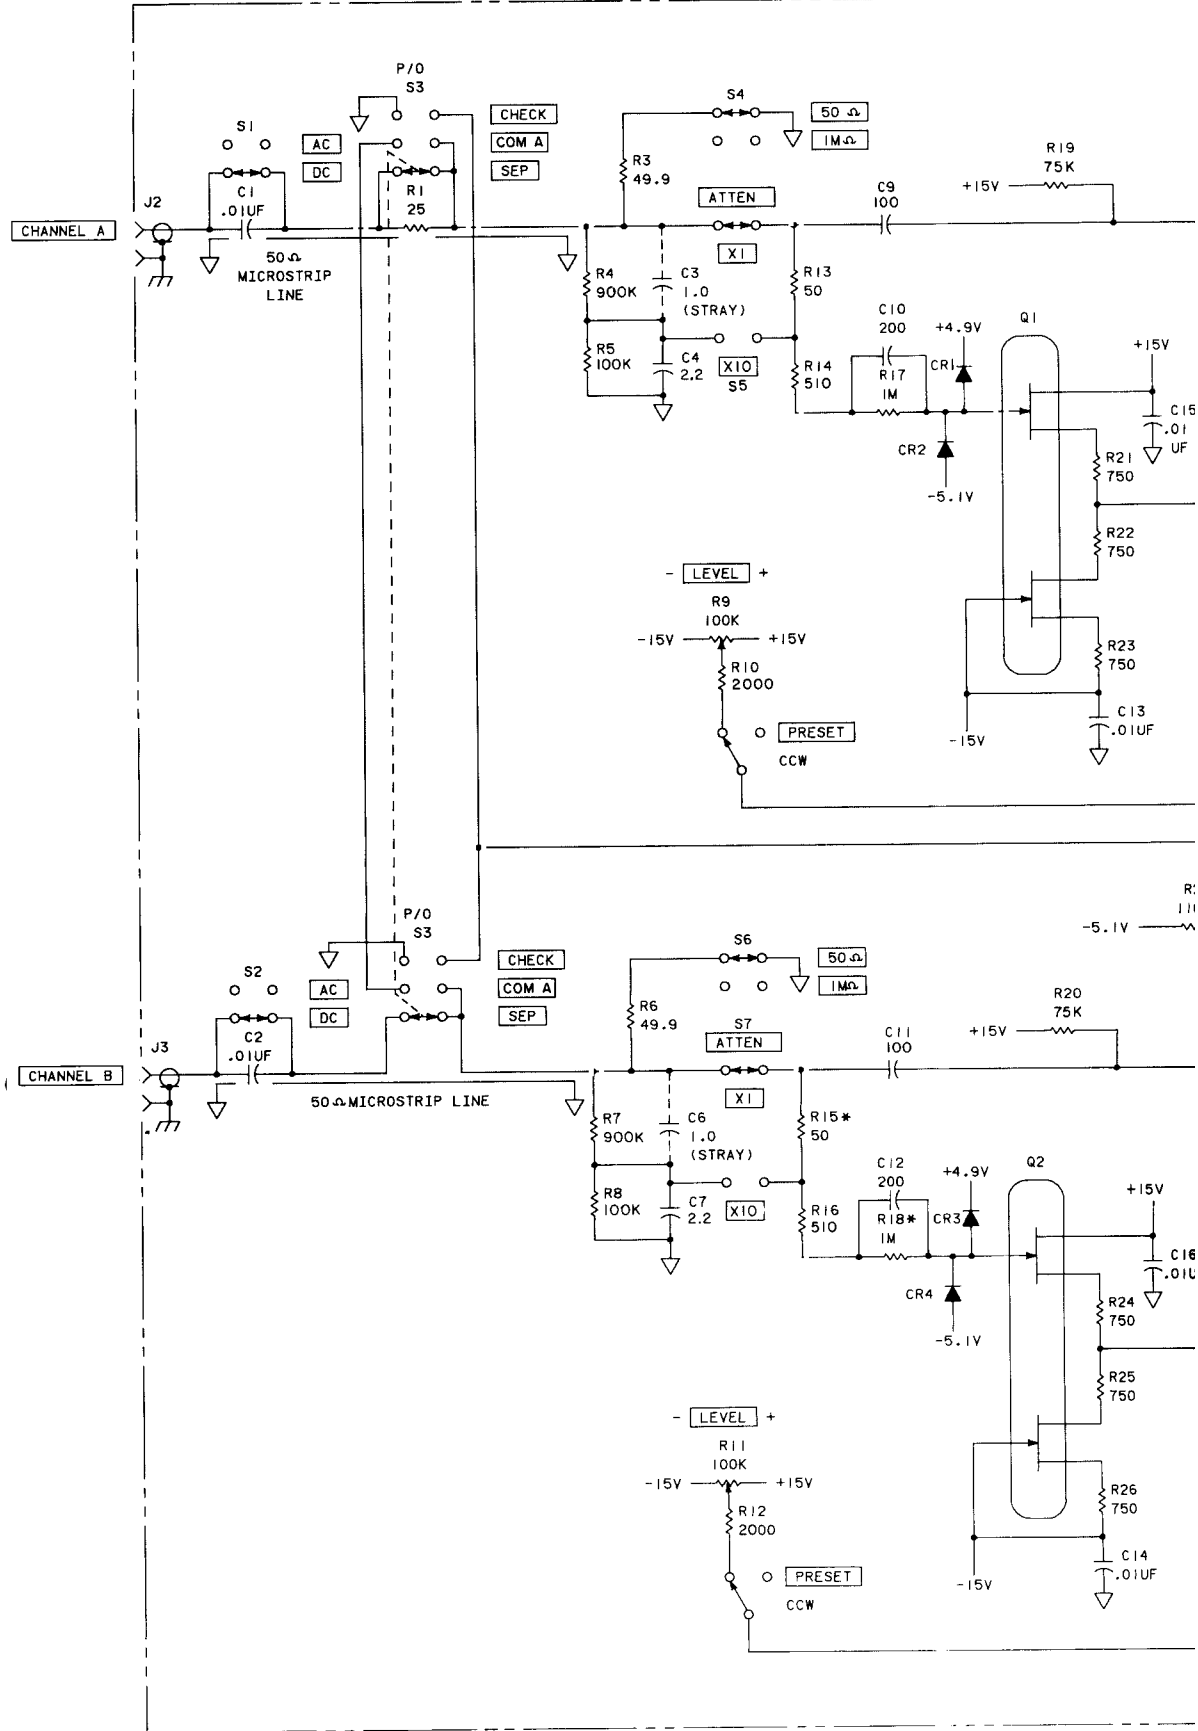 P/O
S3
CHECK
COM A
SEP
S1
AC
DC
C1
.01UF
R1
25
J2
CHANNEL A
50Ω
MICROSTRIP
LINE
S4
50 Ω
1MΩ
R3
49.9
ATTEN
X1
R4
900K
C3
1.0
(STRAY)
R5
100K
C4
2.2
X10
S5
R13
50
R14
510
C9
100
R19
75K
+15V
C10
200
R17
1M
+4.9V
CR1
CR2
-5.1V
Q1
+15V
C15
.01
UF
R21
750
R22
750
R23
750
-15V
C13
.01UF
- LEVEL +
R9
100K
-15V
+15V
R10
2000
PRESET
CCW
P/O
S3
CHECK
COM A
SEP
S2
AC
DC
C2
.01UF
J3
CHANNEL B
50ΩMICROSTRIP LINE
S6
50Ω
1MΩ
R6
49.9
S7
ATTEN
X1
R7
900K
C6
1.0
(STRAY)
R8
100K
C7
2.2
X10
R15*
50
R16
510
C11
100
-5.1V
R20
75K
+15V
C12
200
R18*
1M
+4.9V
CR3
CR4
-5.1V
Q2
+15V
C16
R24
750
R25
750
R26
750
-15V
C14
.01UF
- LEVEL +
R11
100K
-15V
+15V
R12
2000
PRESET
CCW